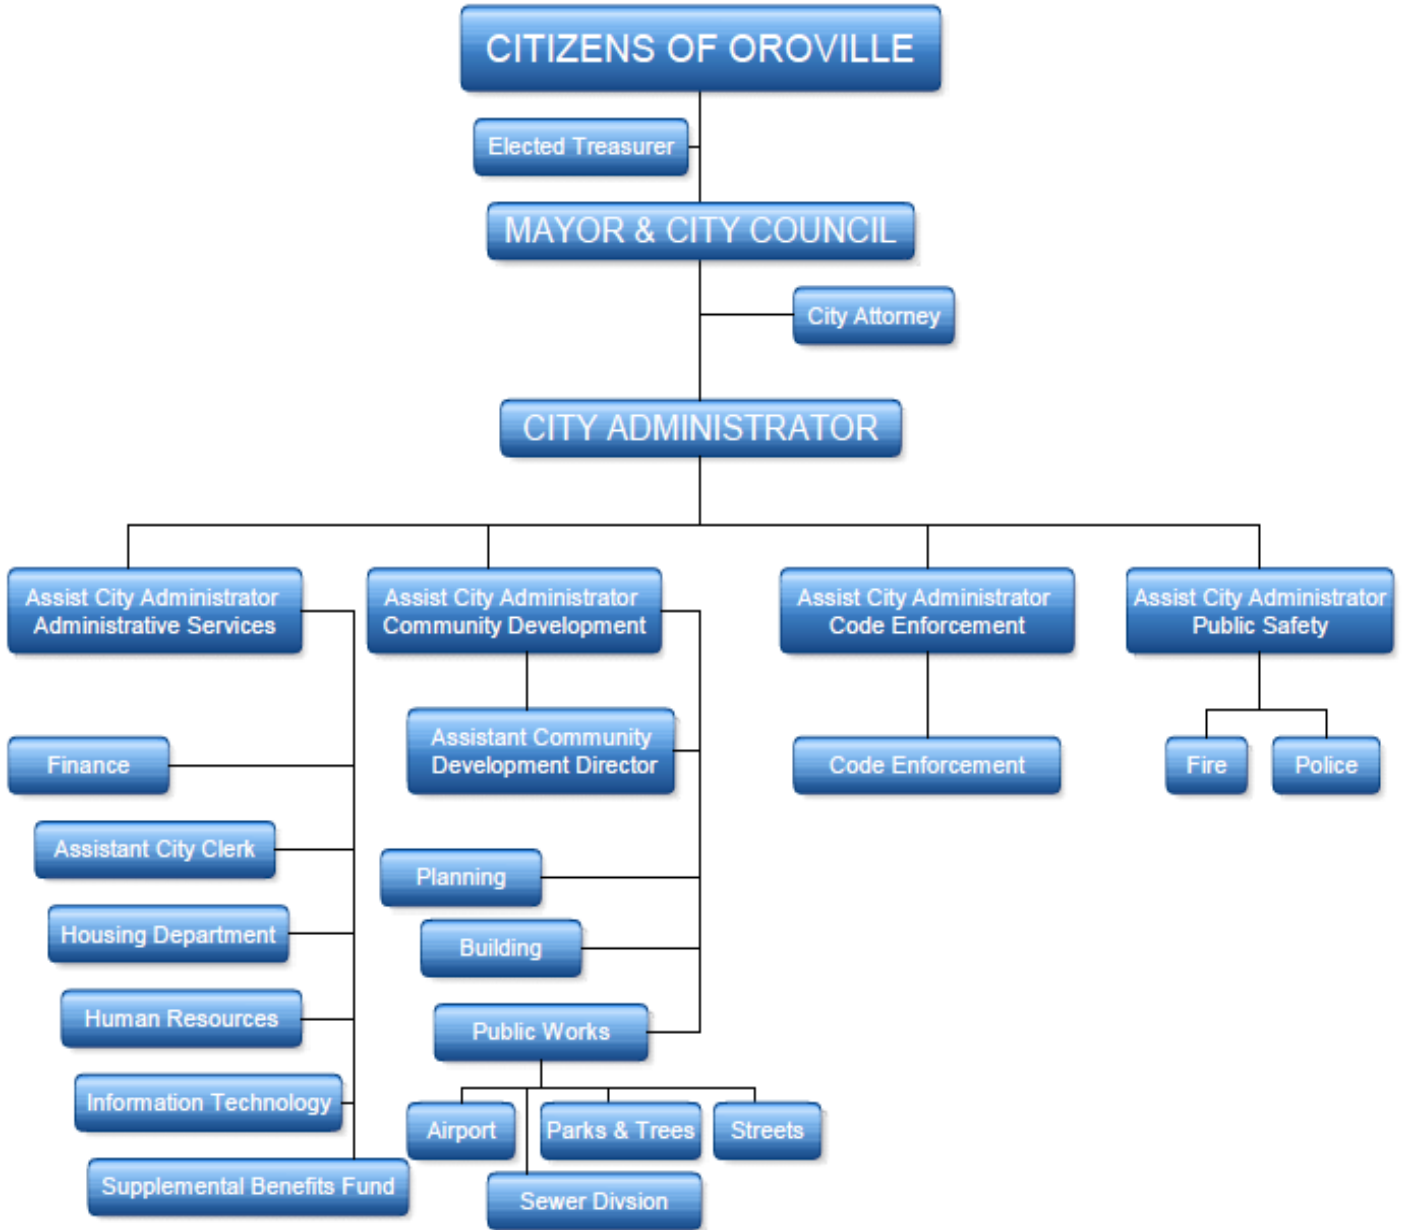 CITIZENS OF OROVILLE
Elected Treasurer
MAYOR & CITY COUNCIL
City Attorney
CITY ADMINISTRATOR
Assist City Administrator
Administrative Services
Assist City Administrator
Community Development
Assist City Administrator
Code Enforcement
Assist City Administrator
Public Safety
Finance
Assistant City Clerk
Housing Department
Human Resources
Information Technology
Supplemental Benefits Fund
Assistant Community
Development Director
Planning
Building
Public Works
Airport
Parks & Trees
Streets
Sewer Divsion
Code Enforcement
Fire
Police